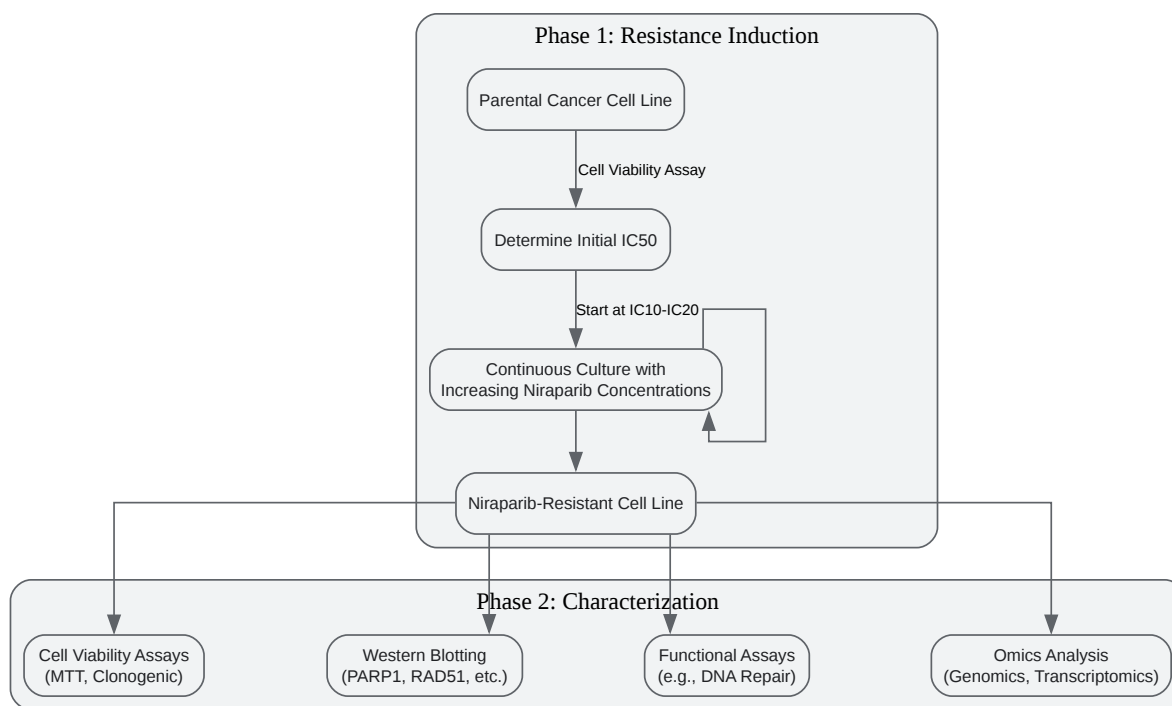 Phase 1: Resistance Induction
Parental Cancer Cell Line
Cell Viability Assay
Determine Initial IC50
Start at IC10-IC20
Continuous Culture with
Increasing Niraparib Concentrations
Niraparib-Resistant Cell Line
Phase 2: Characterization
Cell Viability Assays
(MTT, Clonogenic)
Western Blotting
(PARP1, RAD51, etc.)
Functional Assays
(e.g., DNA Repair)
Omics Analysis
(Genomics, Transcriptomics)